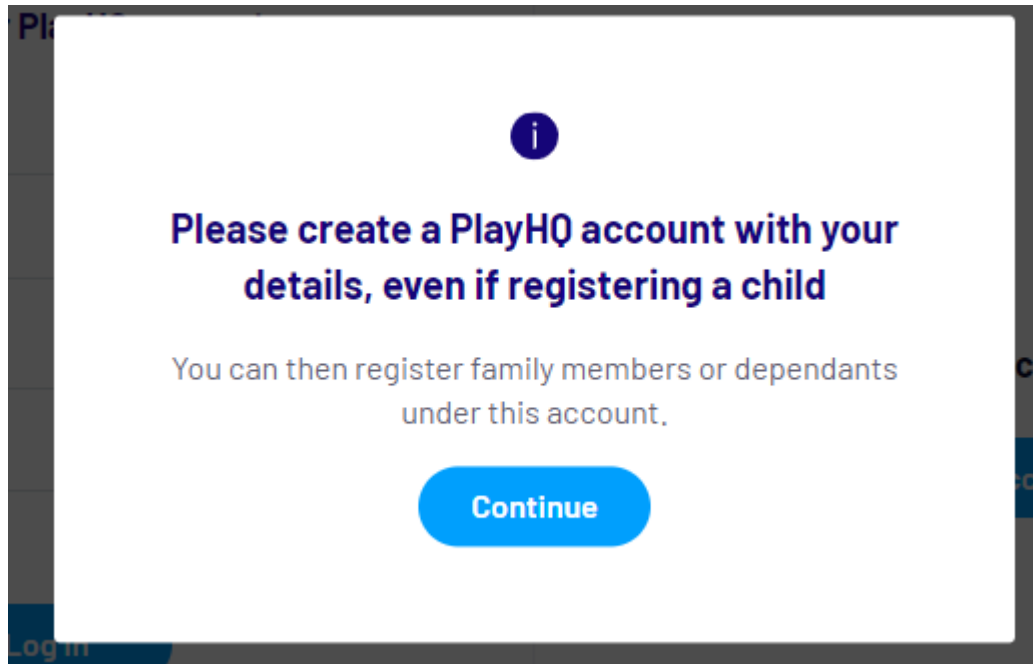 i
Please create a PlayHQ account with your
details, even if registering a child
You can then register family members or dependants
under this account.
Continue
Log in